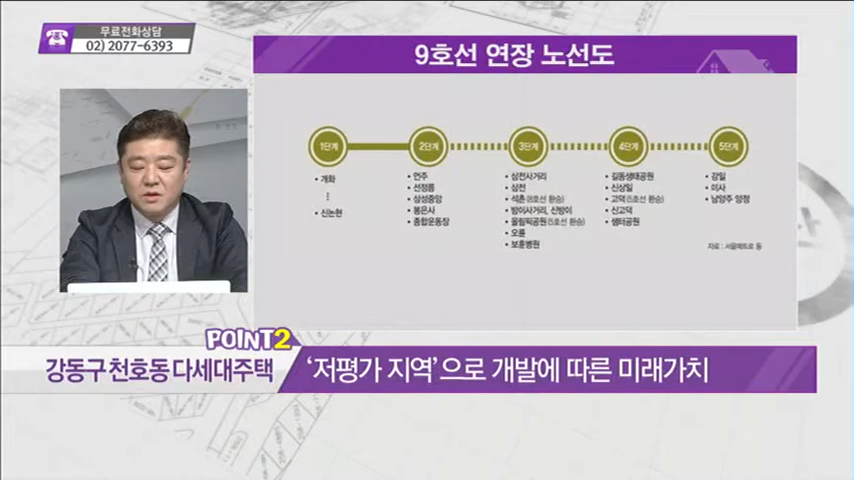 무료전화상담
02) 2077-6393
9호선 연장 노선도
1단계
2단계
3단계
4단계
5단계
• 개화
⋮
• 신논현
• 언주
• 선정릉
• 삼성중앙
• 봉은사
• 종합운동장
• 삼전사거리
• 삼전
• 석촌 (8호선 환승)
• 방이사거리, 신방이
• 올림픽공원 (5호선 환승)
• 오륜
• 보훈병원
• 길동생태공원
• 신상일
• 고덕 (5호선 환승)
• 신고덕
• 샘터공원
• 강일
• 미사
• 남양주 양정
자료 : 서울메트로 등
POINT2
강동구 천호동 다세대주택
'저평가 지역'으로 개발에 따른 미래가치